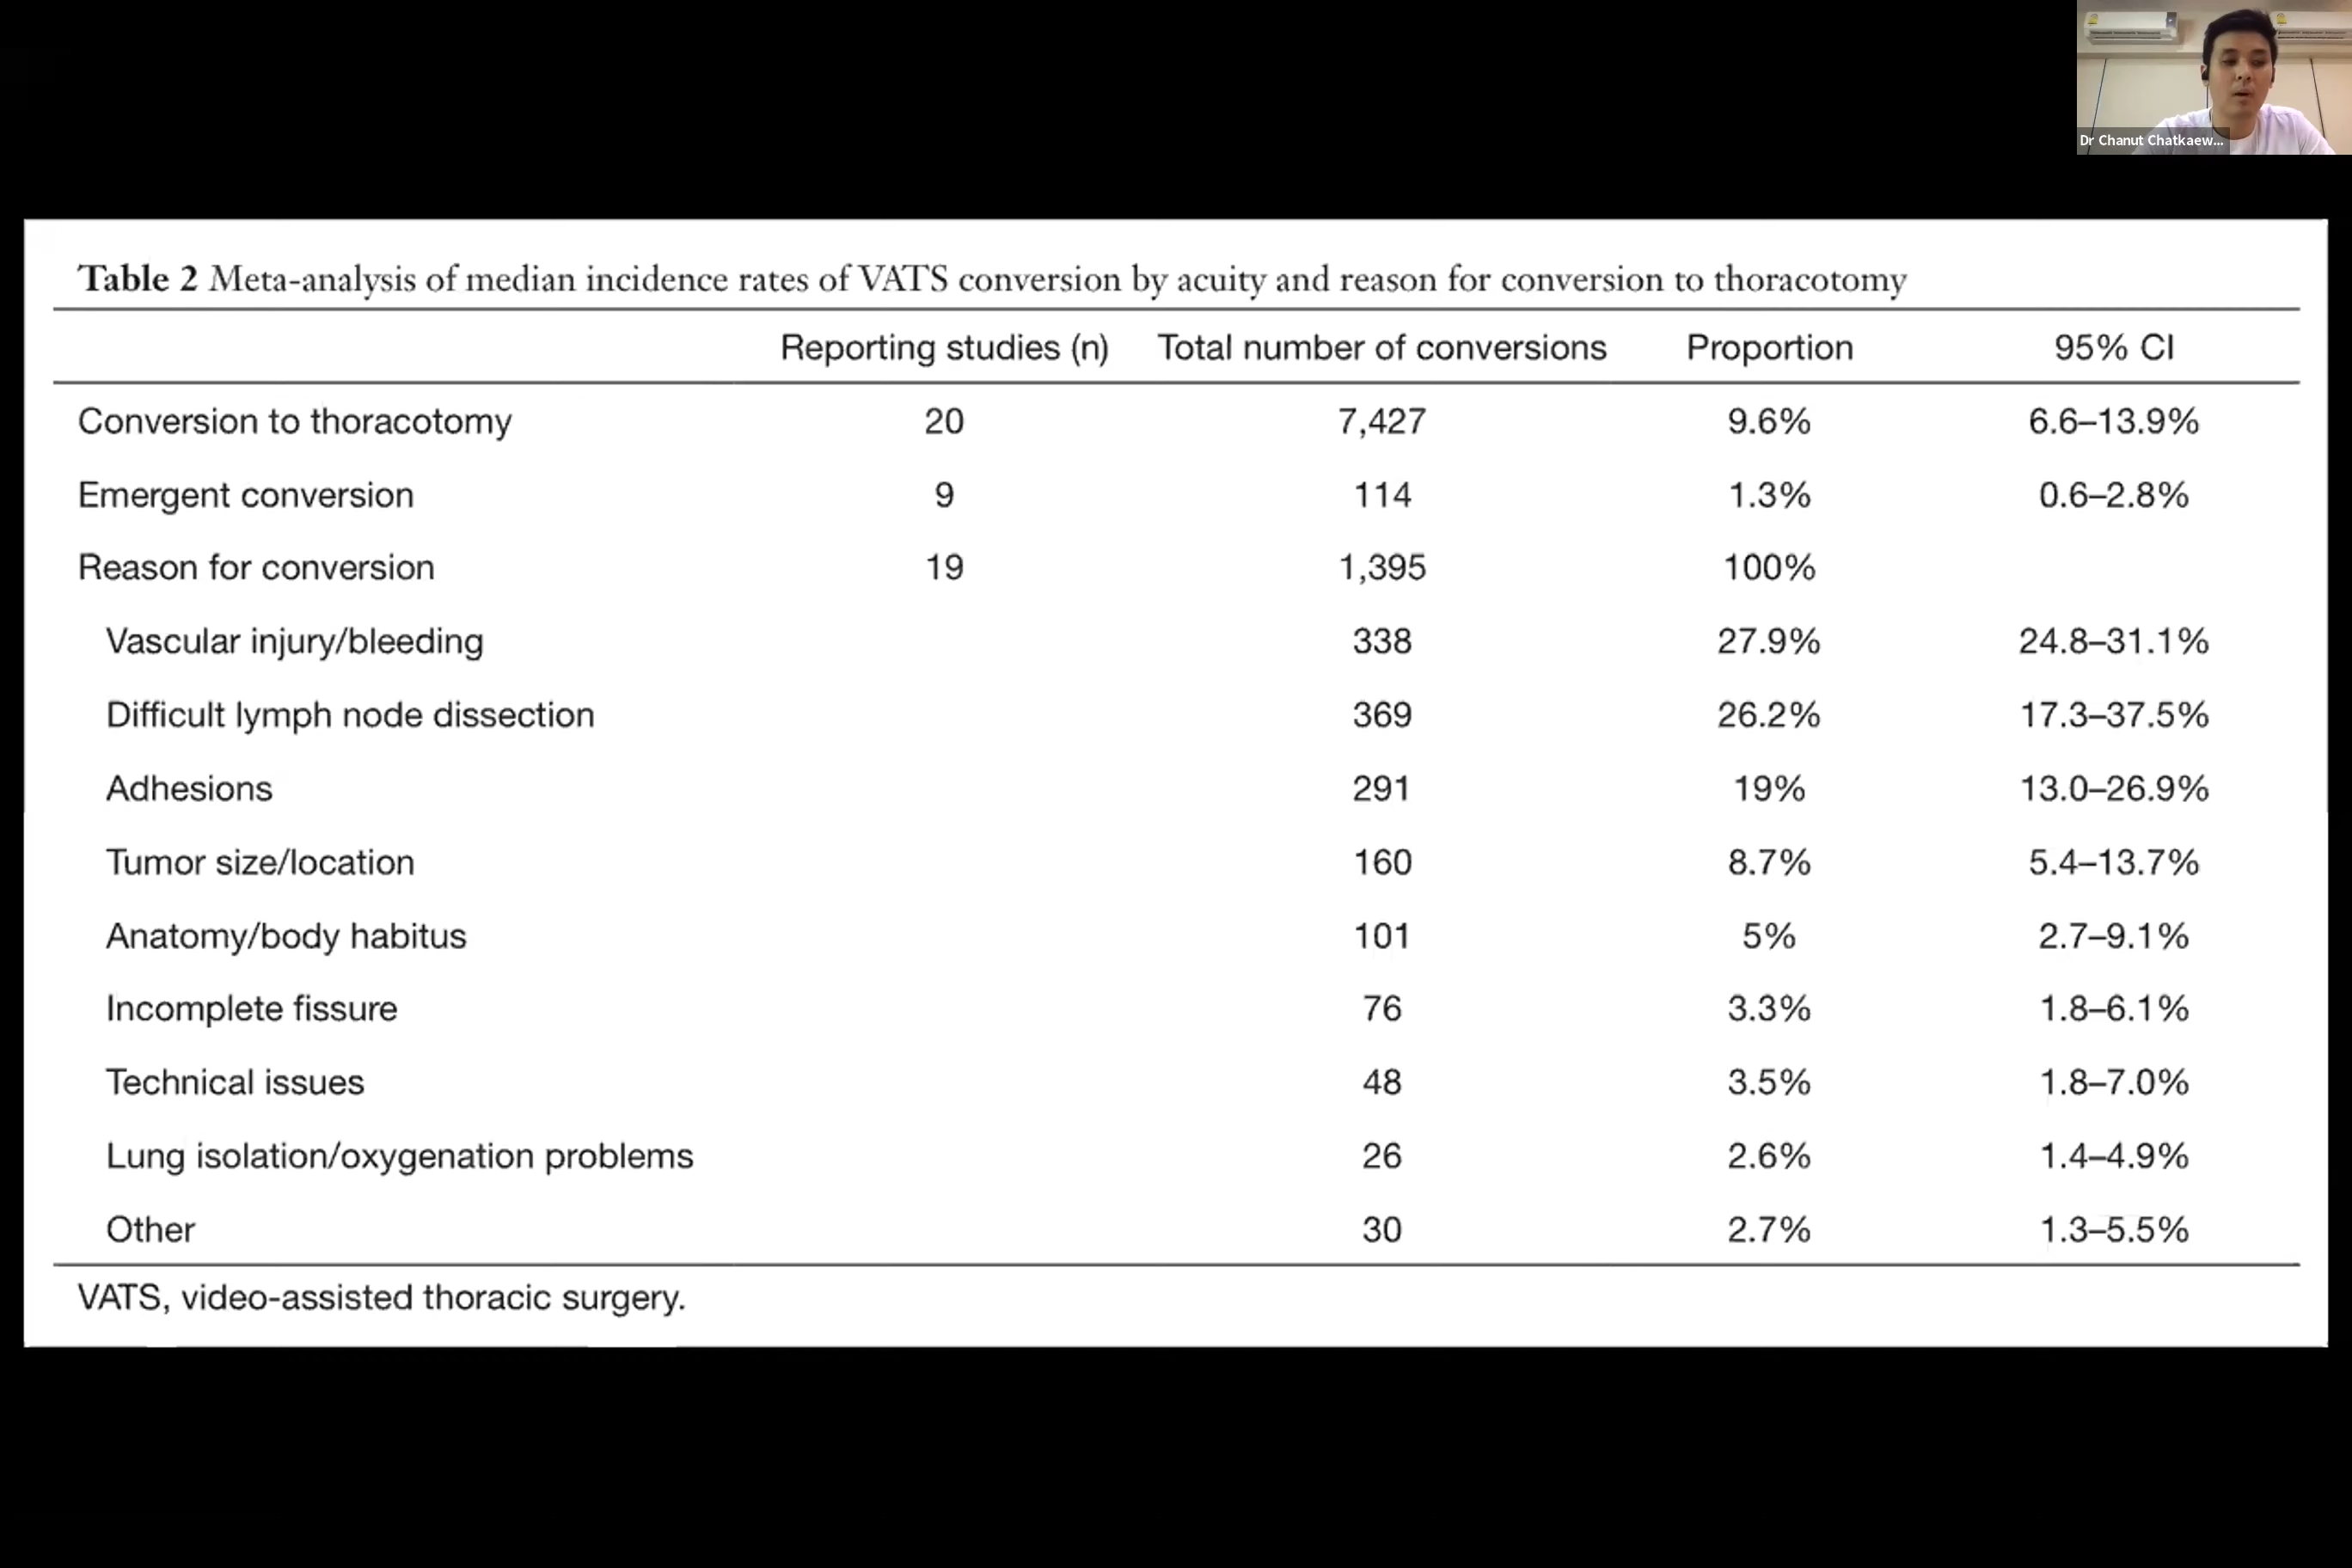 Dr Chanut Chatkaew...
Table 2 Meta-analysis of median incidence rates of VATS conversion by acuity and reason for conversion to thoracotomy
Reporting studies (n) Total number of conversions Proportion 95% CI
Conversion to thoracotomy 20 7,427 9.6% 6.6–13.9%
Emergent conversion 9 114 1.3% 0.6–2.8%
Reason for conversion 19 1,395 100%
Vascular injury/bleeding 338 27.9% 24.8–31.1%
Difficult lymph node dissection 369 26.2% 17.3–37.5%
Adhesions 291 19% 13.0–26.9%
Tumor size/location 160 8.7% 5.4–13.7%
Anatomy/body habitus 101 5% 2.7–9.1%
Incomplete fissure 76 3.3% 1.8–6.1%
Technical issues 48 3.5% 1.8–7.0%
Lung isolation/oxygenation problems 26 2.6% 1.4–4.9%
Other 30 2.7% 1.3–5.5%
VATS, video-assisted thoracic surgery.